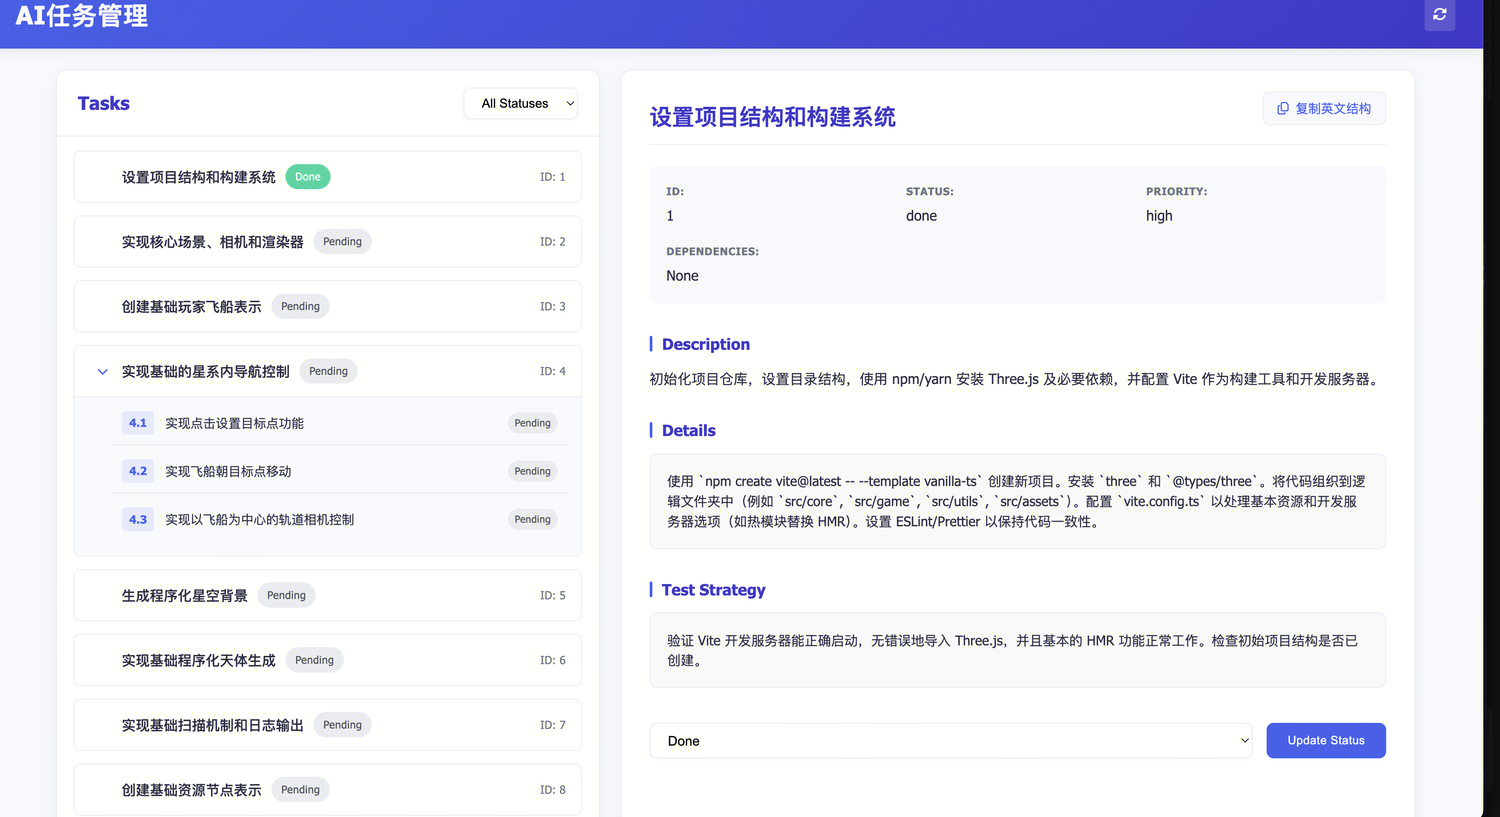 AI任务管理
Tasks
All Statuses
设置项目结构和构建系统 Done ID: 1
实现核心场景、相机和渲染器 Pending ID: 2
创建基础玩家飞船表示 Pending ID: 3
实现基础的星系内导航控制 Pending ID: 4
4.1 实现点击设置目标点功能 Pending
4.2 实现飞船朝目标点移动 Pending
4.3 实现以飞船为中心的轨道相机控制 Pending
生成程序化星空背景 Pending ID: 5
实现基础程序化天体生成 Pending ID: 6
实现基础扫描机制和日志输出 Pending ID: 7
创建基础资源节点表示 Pending ID: 8
设置项目结构和构建系统
复制英文结构
ID:
1
STATUS:
done
PRIORITY:
high
DEPENDENCIES:
None
Description
初始化项目仓库，设置目录结构，使用 npm/yarn 安装 Three.js 及必要依赖，并配置 Vite 作为构建工具和开发服务器。
Details
使用 `npm create vite@latest -- --template vanilla-ts` 创建新项目。安装 `three` 和 `@types/three`。将代码组织到逻
辑文件夹中（例如 `src/core`, `src/game`, `src/utils`, `src/assets`）。配置 `vite.config.ts` 以处理基本资源和开发服
务器选项（如热模块替换 HMR）。设置 ESLint/Prettier 以保持代码一致性。
Test Strategy
验证 Vite 开发服务器能正确启动，无错误地导入 Three.js，并且基本的 HMR 功能正常工作。检查初始项目结构是否已
创建。
Done
Update Status